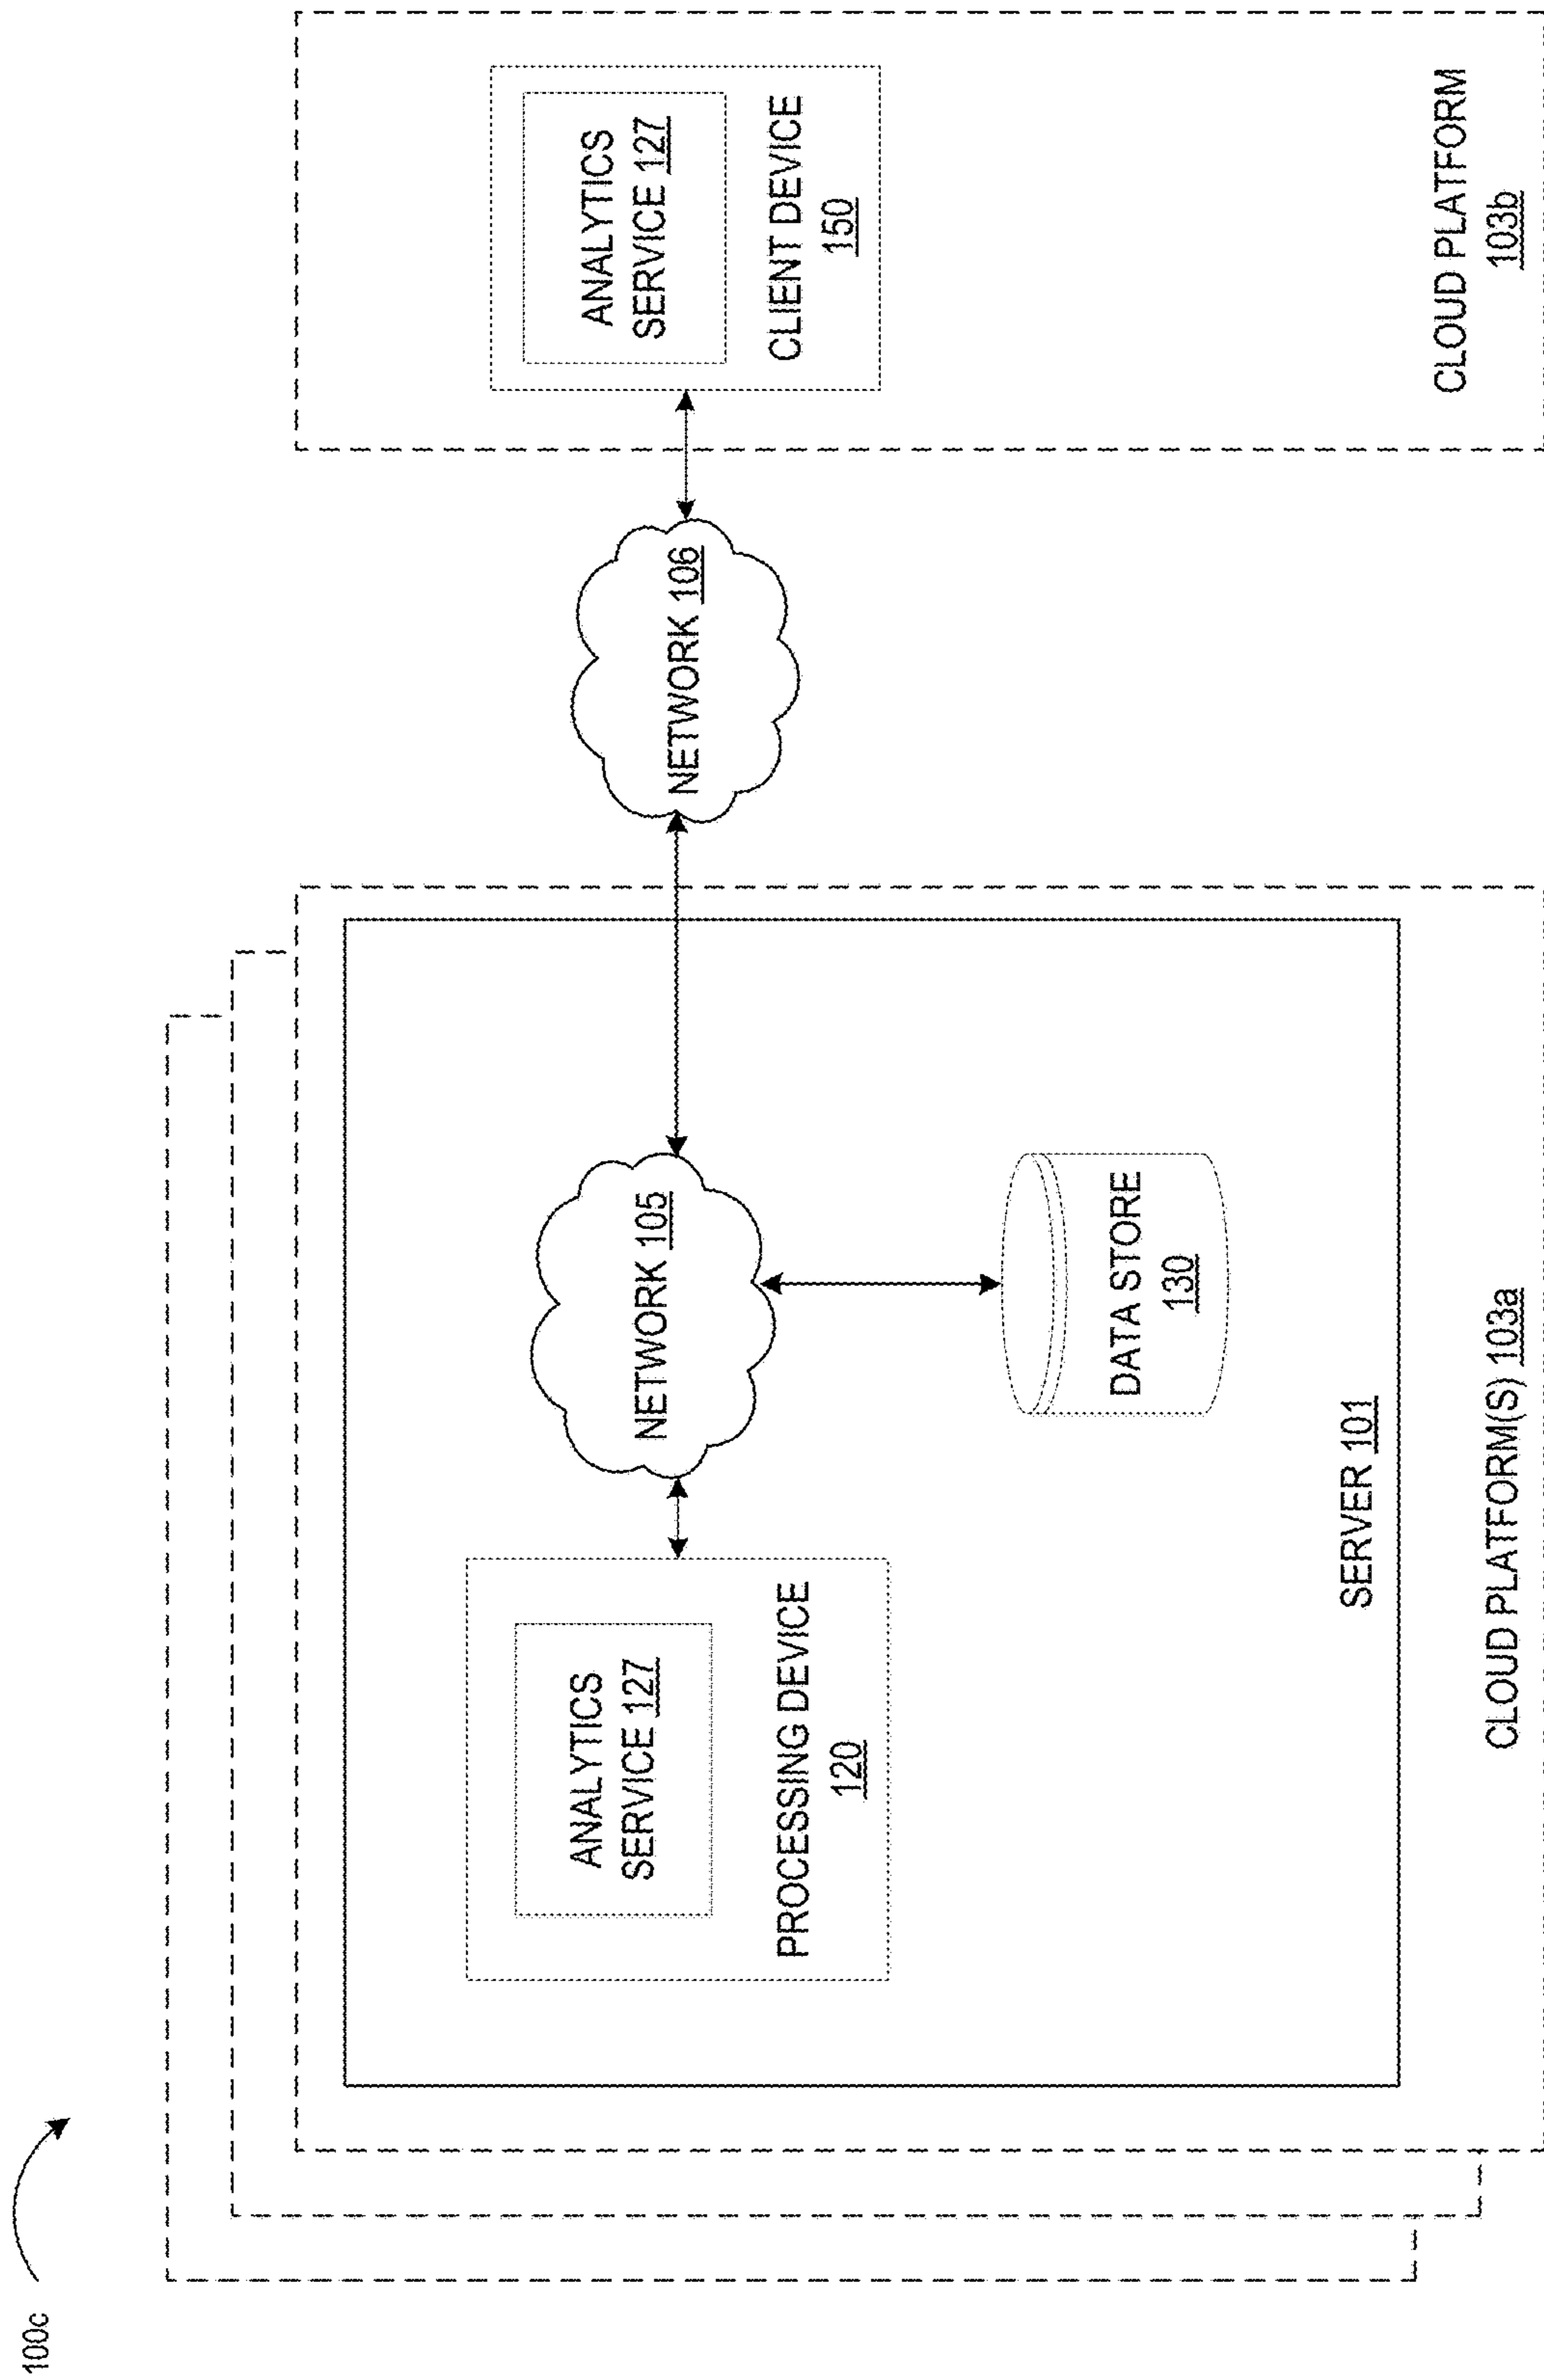 100c
ANALYTICS
SERVICE 127
PROCESSING DEVICE
120
NETWORK 105
DATA STORE
130
SERVER 101
CLOUD PLATFORM(S) 103a
NETWORK 106
ANALYTICS
SERVICE 127
CLIENT DEVICE
150
CLOUD PLATFORM
103b